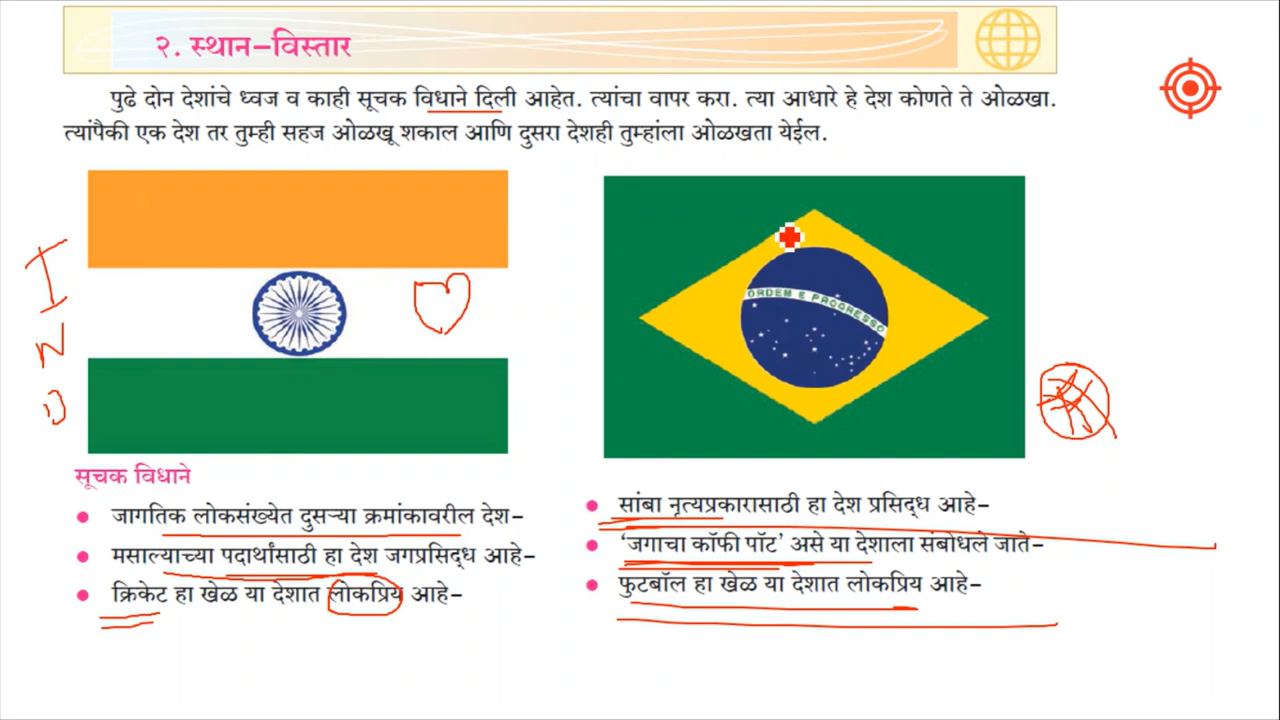 २. स्थान–विस्तार
पुढे दोन देशांचे ध्वज व काही सूचक विधाने दिली आहेत. त्यांचा वापर करा. त्या आधारे हे देश कोणते ते ओळखा.
त्यांपैकी एक देश तर तुम्ही सहज ओळखू शकाल आणि दुसरा देशही तुम्हांला ओळखता येईल.
I
N
D
ORDEM E PROGRESSO
सूचक विधाने
• जागतिक लोकसंख्येत दुसऱ्या क्रमांकावरील देश–
• मसाल्याच्या पदार्थांसाठी हा देश जगप्रसिद्ध आहे–
• क्रिकेट हा खेळ या देशात लोकप्रिय आहे–
• सांबा नृत्यप्रकारासाठी हा देश प्रसिद्ध आहे–
• ‘जगाचा कॉफी पॉट’ असे या देशाला संबोधले जाते–
• फुटबॉल हा खेळ या देशात लोकप्रिय आहे–